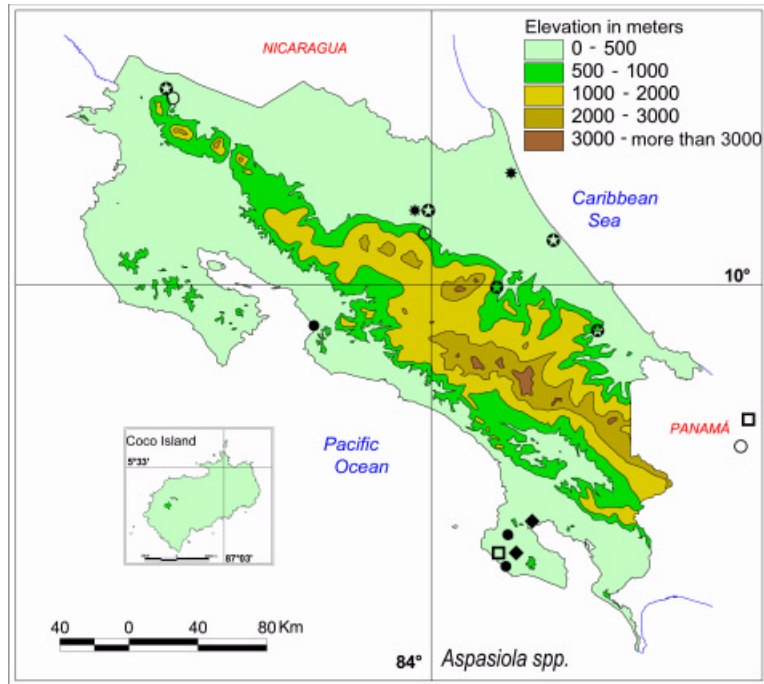 Elevation in meters
0 - 500
500 - 1000
1000 - 2000
2000 - 3000
3000 - more than 3000
NICARAGUA
Caribbean
Sea
10°
PANAMÁ
Pacific
Ocean
Coco Island
5°33'
87°03'
40 0 40 80 Km
84°
Aspasiola spp.